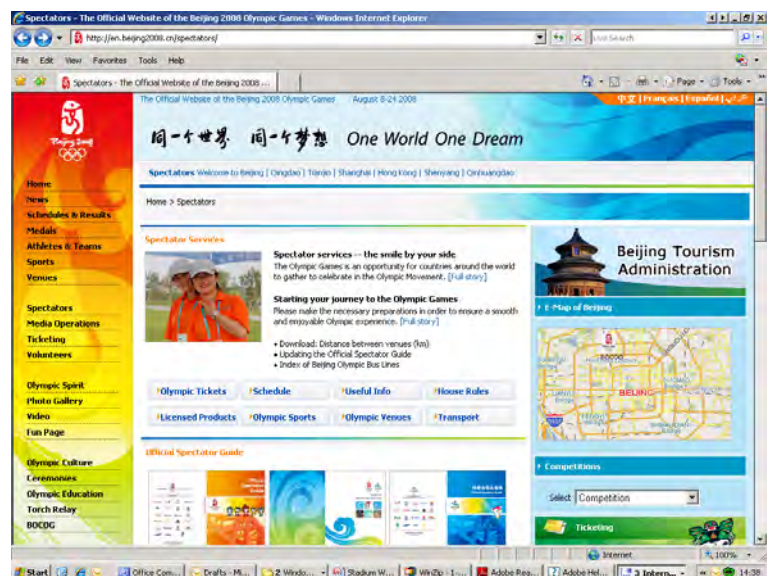 Spectators - The Official Website of the Beijing 2008 Olympic Games - Windows Internet Explorer
http://en.beijing2008.cn/spectators/
Live Search
File Edit View Favorites Tools Help
Spectators - The Official Website of the Beijing 2008 ...
Page Tools
The Official Website of the Beijing 2008 Olympic Games August 8-24 2008
中文 | Français | Español |
Beijing 2008
同一个世界 同一个梦想 One World One Dream
Spectators Welcome to Beijing | Qingdao | Tianjin | Shanghai | Hong Kong | Shenyang | Qinhuangdao
Home > Spectators
Home
News
Schedules & Results
Medals
Athletes & Teams
Sports
Venues
Spectators
Media Operations
Ticketing
Volunteers
Olympic Spirit
Photo Gallery
Video
Fun Page
Olympic Culture
Ceremonies
Olympic Education
Torch Relay
BOCOG
Spectator Services
Spectator services -- the smile by your side
The Olympic Games is an opportunity for countries around the world
to gather to celebrate in the Olympic Movement. [Full story]
Starting your journey to the Olympic Games
Please make the necessary preparations in order to ensure a smooth
and enjoyable Olympic experience. [Full story]
• Download: Distance between venues (km)
• Updating the Official Spectator Guide
• Index of Beijing Olympic Bus Lines
Olympic Tickets Schedule Useful Info House Rules
Licensed Products Olympic Sports Olympic Venues Transport
Official Spectator Guide
Beijing Tourism
Administration
E-Map of Beijing
BOCOG
BEIJING
Competitions
Select Competition
Ticketing
Internet 100%
Start Office Com... Drafts - Mi... 2 Windo... Stadium W... WinZip - 1-... Adobe Rea... Adobe Hel... 3 Intern... 14:38